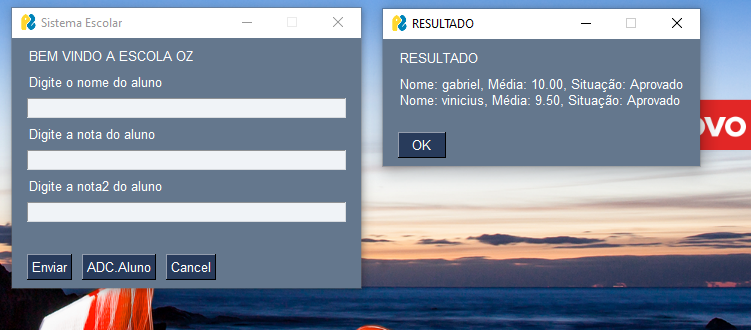 Sistema Escolar
BEM VINDO A ESCOLA OZ
Digite o nome do aluno
Digite a nota do aluno
Digite a nota2 do aluno
Enviar
ADC.Aluno
Cancel
RESULTADO
RESULTADO
Nome: gabriel, Média: 10.00, Situação: Aprovado
Nome: vinicius, Média: 9.50, Situação: Aprovado
OK